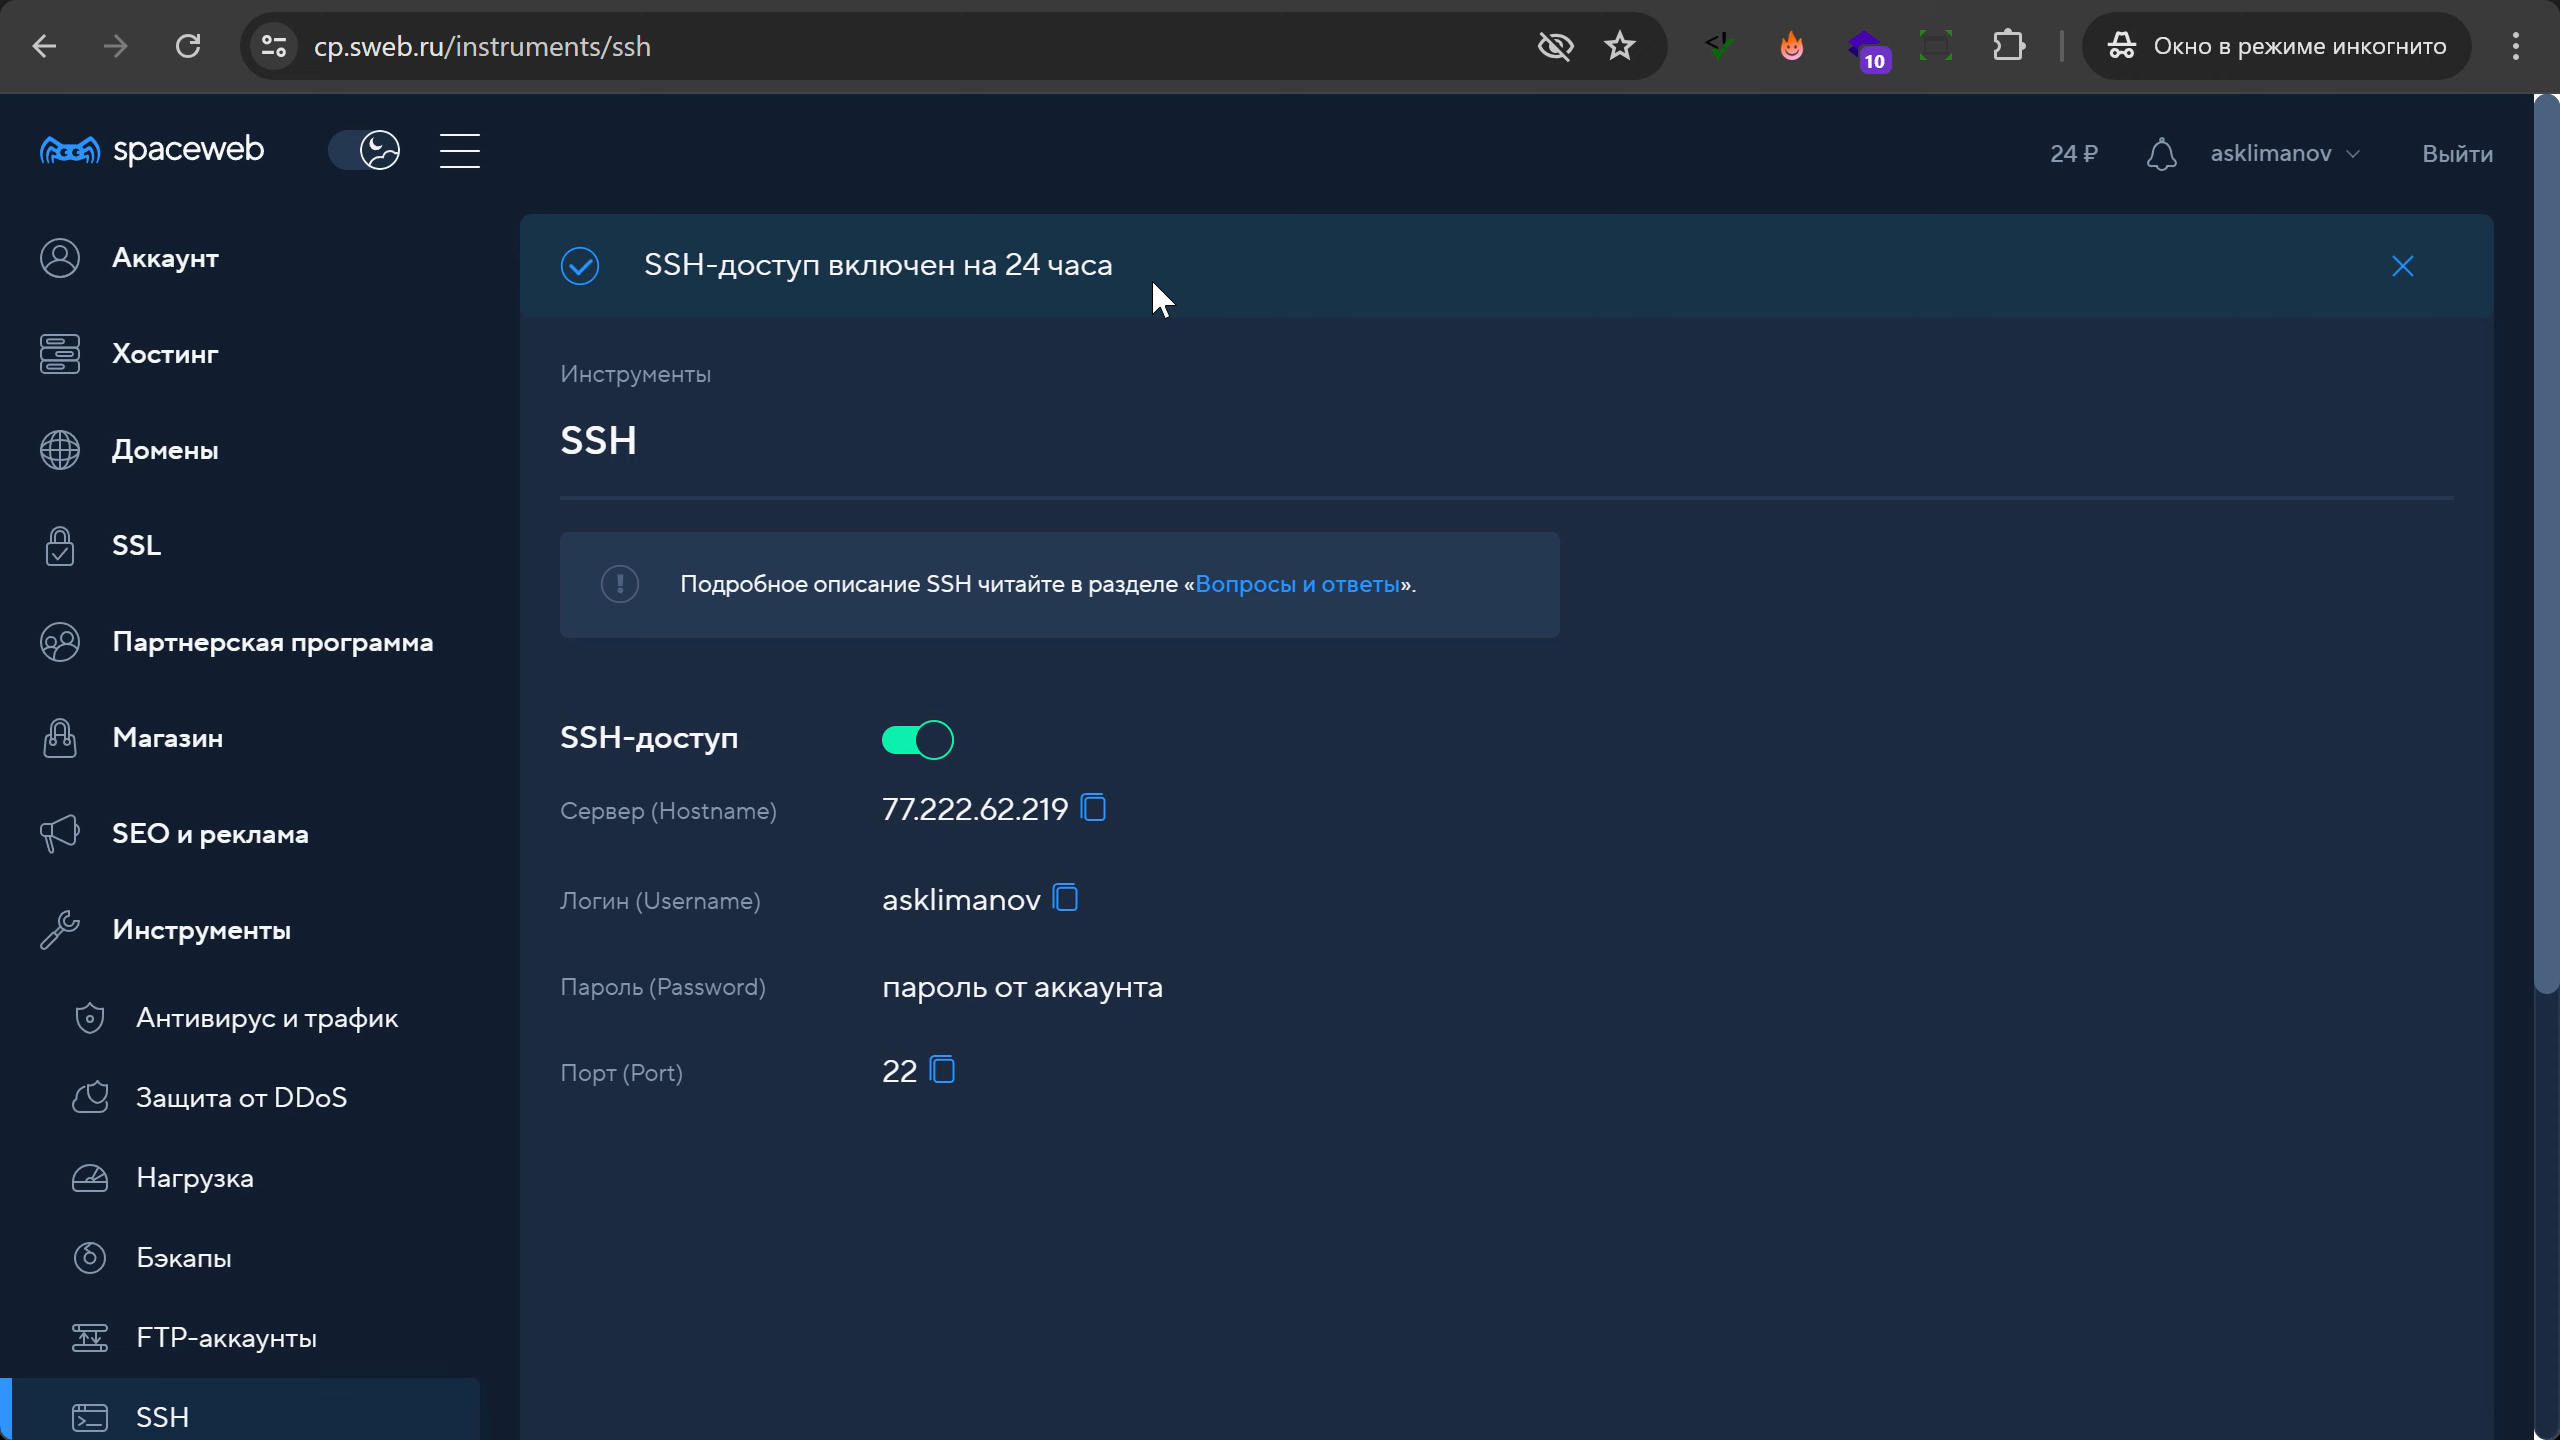 cp.sweb.ru/instruments/ssh
10
Окно в режиме инкогнито
spaceweb
24 ₽
asklimanov
Выйти
Аккаунт
Хостинг
Домены
SSL
Партнерская программа
Магазин
SEO и реклама
Инструменты
Антивирус и трафик
Защита от DDoS
Нагрузка
Бэкапы
FTP-аккаунты
SSH
SSH-доступ включен на 24 часа
Инструменты
SSH
Подробное описание SSH читайте в разделе «Вопросы и ответы».
SSH-доступ
Сервер (Hostname) 77.222.62.219
Логин (Username) asklimanov
Пароль (Password) пароль от аккаунта
Порт (Port) 22